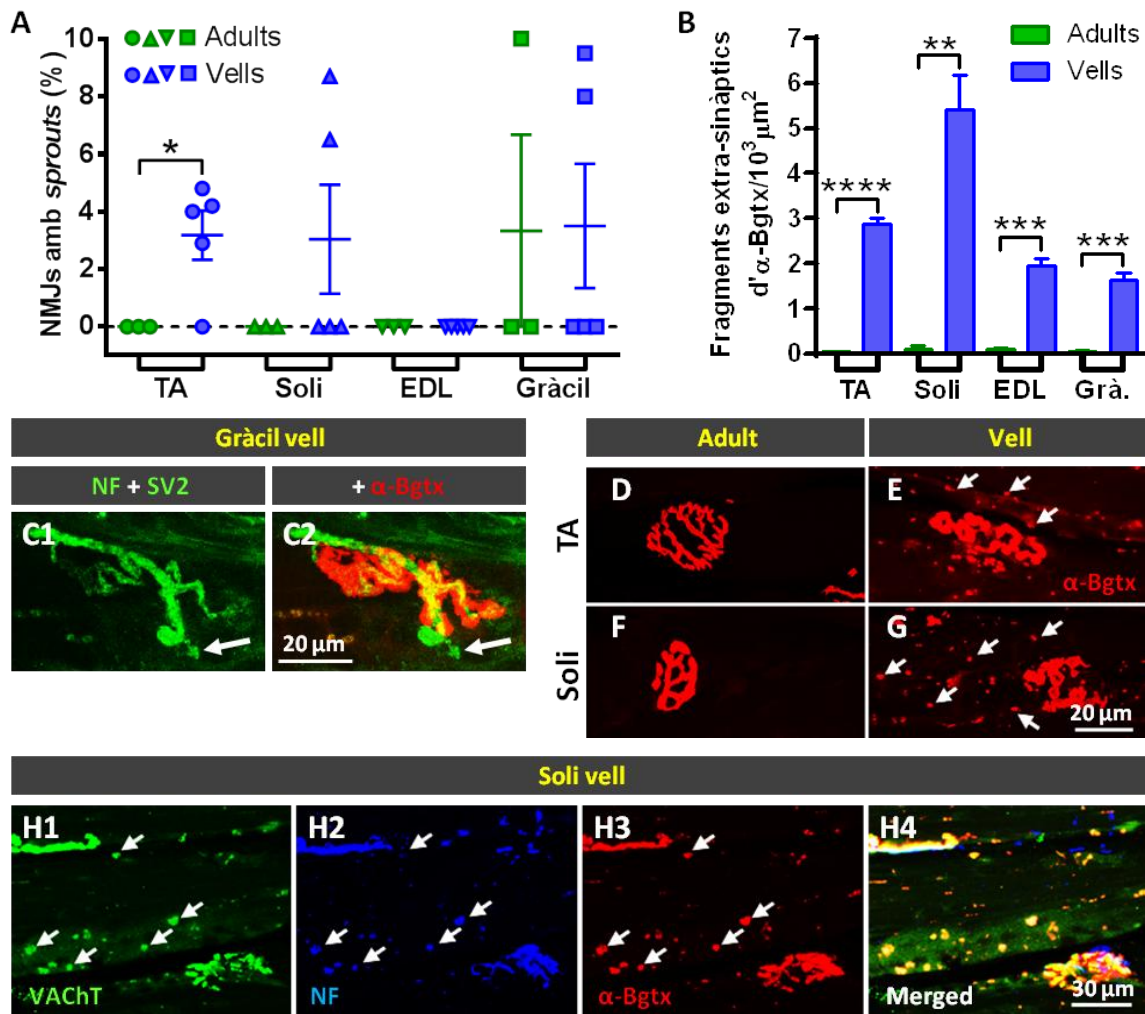 A
Adults
Vells
NMJs amb sprouts (%)
10
8
6
4
2
0
*
TA
Soli
EDL
Gràcil
B
Adults
Vells
Fragments extra-sinàptics
d'α-Bgtx/10³μm²
7
6
5
4
3
2
1
0
****
**
***
***
TA
Soli
EDL
Grà.
Gràcil vell
NF + SV2
+ α-Bgtx
C1
C2
20 μm
Adult
Vell
TA
D
E
α-Bgtx
Soli
F
G
20 μm
Soli vell
H1
VAChT
H2
NF
H3
α-Bgtx
H4
Merged
30 μm